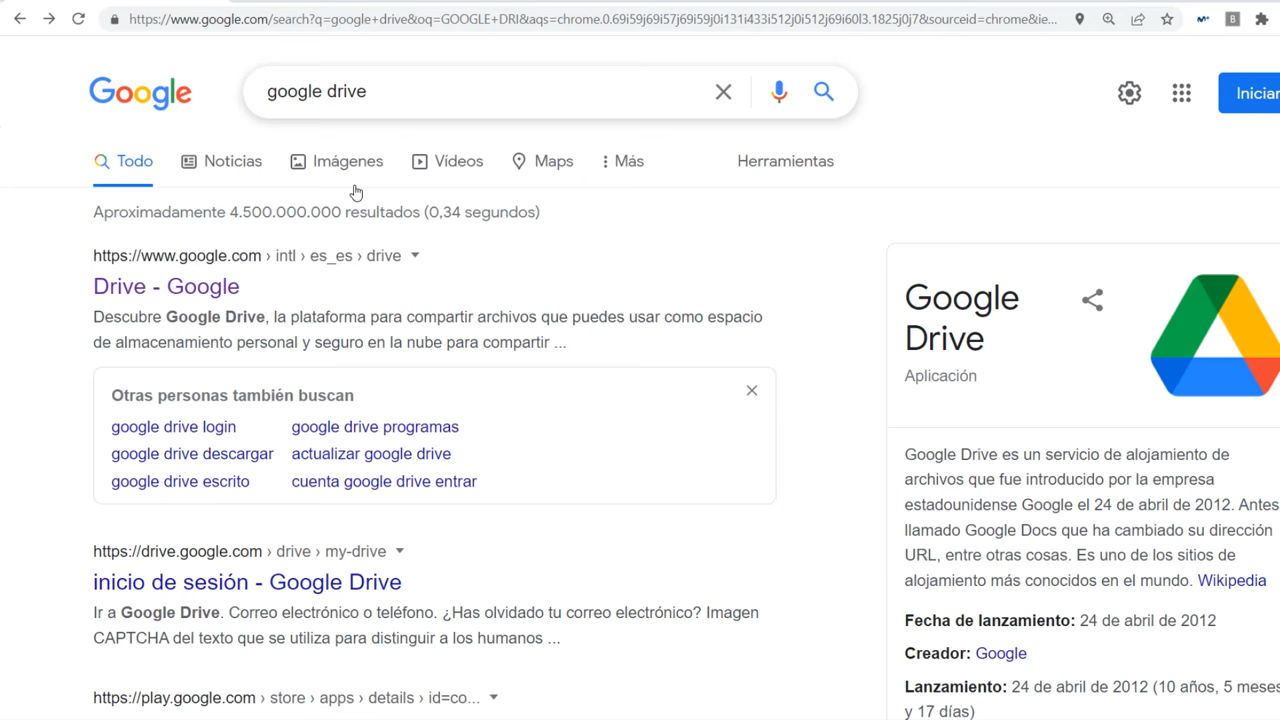 https://www.google.com/search?q=google+drive&oq=GOOGLE+DRI&aqs=chrome.0.69i59j69i57j69i59j0i131i433i512j0i512j69i60l3.1825j0j7&sourceid=chrome&ie...
B
Google
google drive
Iniciar
Todo
Noticias
Imágenes
Vídeos
Maps
Más
Herramientas
Aproximadamente 4.500.000.000 resultados (0,34 segundos)
https://www.google.com › intl › es_es › drive
Drive - Google
Descubre Google Drive, la plataforma para compartir archivos que puedes usar como espacio
de almacenamiento personal y seguro en la nube para compartir ...
Otras personas también buscan
google drive login
google drive programas
google drive descargar
actualizar google drive
google drive escrito
cuenta google drive entrar
https://drive.google.com › drive › my-drive
inicio de sesión - Google Drive
Ir a Google Drive. Correo electrónico o teléfono. ¿Has olvidado tu correo electrónico? Imagen
CAPTCHA del texto que se utiliza para distinguir a los humanos ...
https://play.google.com › store › apps › details › id=co...
Google
Drive
Aplicación
Google Drive es un servicio de alojamiento de
archivos que fue introducido por la empresa
estadounidense Google el 24 de abril de 2012. Antes
llamado Google Docs que ha cambiado su dirección
URL, entre otras cosas. Es uno de los sitios de
alojamiento más conocidos en el mundo. Wikipedia
Fecha de lanzamiento: 24 de abril de 2012
Creador: Google
Lanzamiento: 24 de abril de 2012 (10 años, 5 meses
y 17 días)